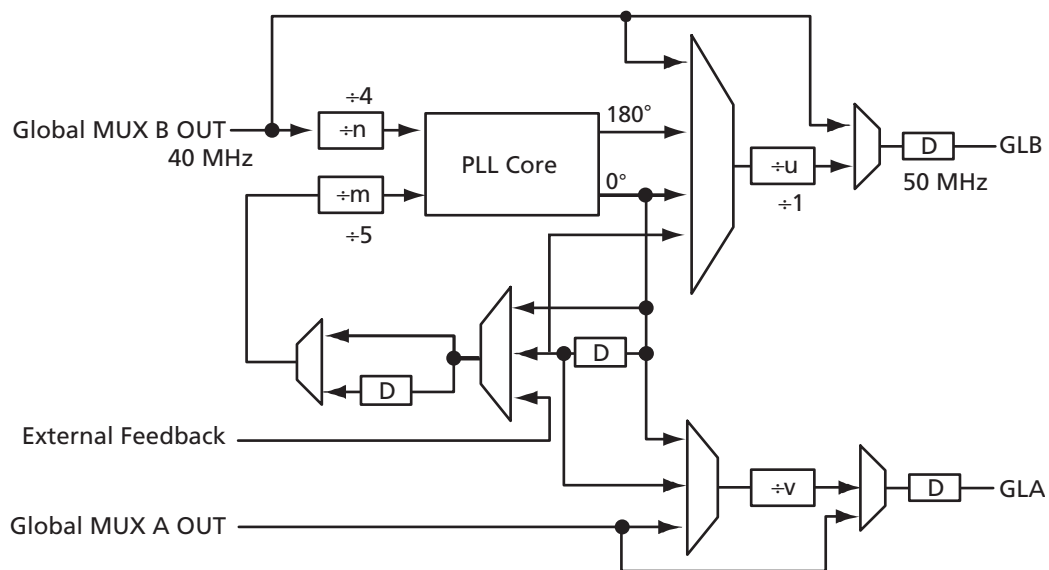 ÷4
Global MUX B OUT
÷n
180°
40 MHz
PLL Core
D
GLB
÷u
50 MHz
÷m
0°
÷1
÷5
D
D
External Feedback
÷v
D
GLA
Global MUX A OUT